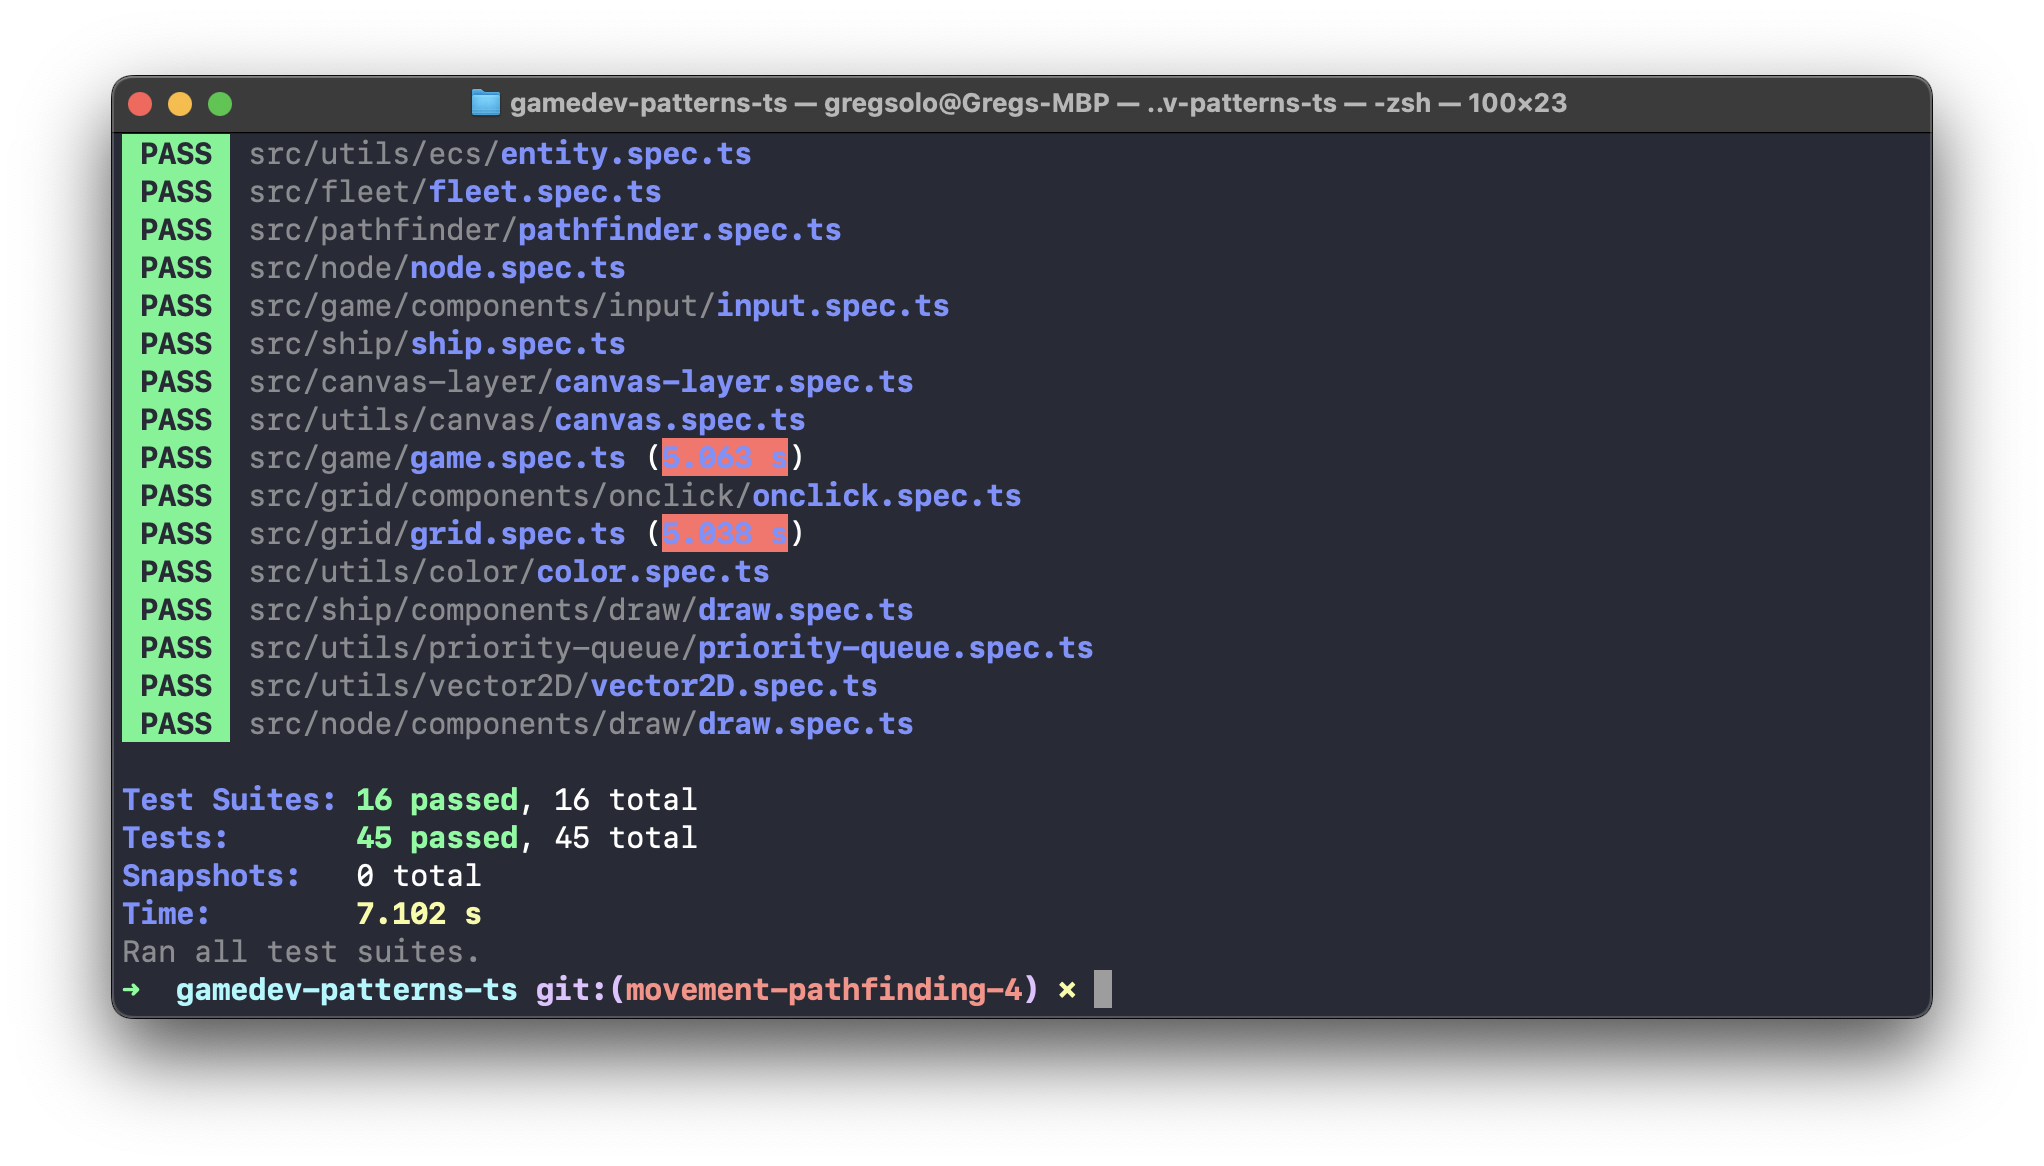 gamedev-patterns-ts — gregsolo@Gregs-MBP — ..v-patterns-ts — -zsh — 100×23
PASS src/utils/ecs/entity.spec.ts
PASS src/fleet/fleet.spec.ts
PASS src/pathfinder/pathfinder.spec.ts
PASS src/node/node.spec.ts
PASS src/game/components/input/input.spec.ts
PASS src/ship/ship.spec.ts
PASS src/canvas-layer/canvas-layer.spec.ts
PASS src/utils/canvas/canvas.spec.ts
PASS src/game/game.spec.ts (5.063 s)
PASS src/grid/components/onclick/onclick.spec.ts
PASS src/grid/grid.spec.ts (5.038 s)
PASS src/utils/color/color.spec.ts
PASS src/ship/components/draw/draw.spec.ts
PASS src/utils/priority-queue/priority-queue.spec.ts
PASS src/utils/vector2D/vector2D.spec.ts
PASS src/node/components/draw/draw.spec.ts
Test Suites: 16 passed, 16 total
Tests: 45 passed, 45 total
Snapshots: 0 total
Time: 7.102 s
Ran all test suites.
➜ gamedev-patterns-ts git:(movement-pathfinding-4) ✗